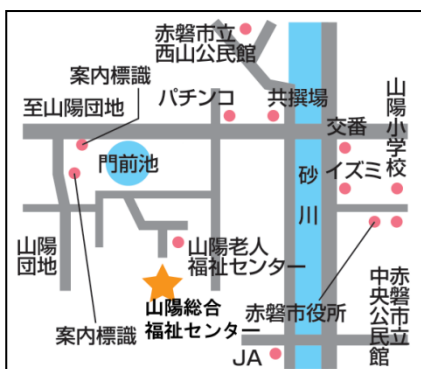 赤磐市立
西山公民館
案内標識
至山陽団地
パチンコ
共撰場
交番
山陽小学校
イズミ
門前池
砂川
山陽
団地
山陽老人
福祉センター
山陽総合
福祉センター
案内標識
赤磐市役所
赤磐市立
中央公民館
JA